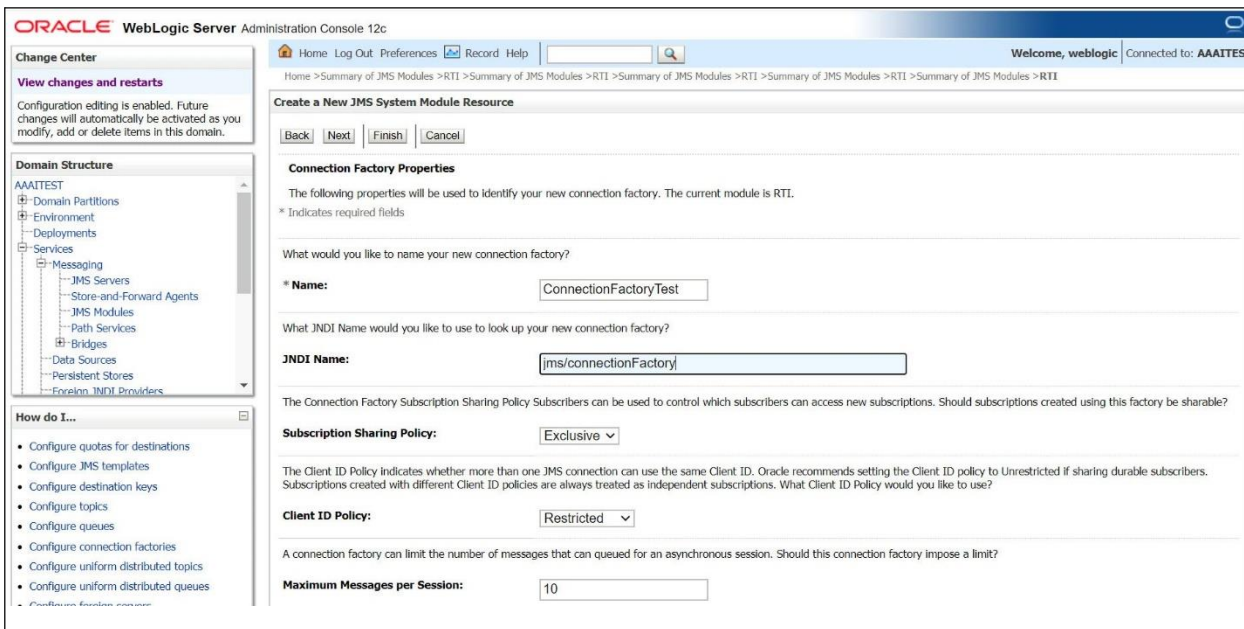 ORACLE WebLogic Server Administration Console 12c
Change Center
View changes and restarts
Configuration editing is enabled. Future
changes will automatically be activated as you
modify, add or delete items in this domain.
Domain Structure
AAAITEST
Domain Partitions
Environment
Deployments
Services
Messaging
JMS Servers
Store-and-Forward Agents
JMS Modules
Path Services
Bridges
Data Sources
Persistent Stores
Foreign JNDI Providers
How do I...
Configure quotas for destinations
Configure JMS templates
Configure destination keys
Configure topics
Configure queues
Configure connection factories
Configure uniform distributed topics
Configure uniform distributed queues
Configure foreign servers
Home Log Out Preferences Record Help
Welcome, weblogic Connected to: AAAITES
Home >Summary of JMS Modules >RTI >Summary of JMS Modules >RTI >Summary of JMS Modules >RTI >Summary of JMS Modules >RTI >Summary of JMS Modules >RTI
Create a New JMS System Module Resource
Back Next Finish Cancel
Connection Factory Properties
The following properties will be used to identify your new connection factory. The current module is RTI.
* Indicates required fields
What would you like to name your new connection factory?
* Name: ConnectionFactoryTest
What JNDI Name would you like to use to look up your new connection factory?
JNDI Name: jms/connectionFactory
The Connection Factory Subscription Sharing Policy Subscribers can be used to control which subscribers can access new subscriptions. Should subscriptions created using this factory be sharable?
Subscription Sharing Policy: Exclusive
The Client ID Policy indicates whether more than one JMS connection can use the same Client ID. Oracle recommends setting the Client ID policy to Unrestricted if sharing durable subscribers.
Subscriptions created with different Client ID policies are always treated as independent subscriptions. What Client ID Policy would you like to use?
Client ID Policy: Restricted
A connection factory can limit the number of messages that can queued for an asynchronous session. Should this connection factory impose a limit?
Maximum Messages per Session: 10